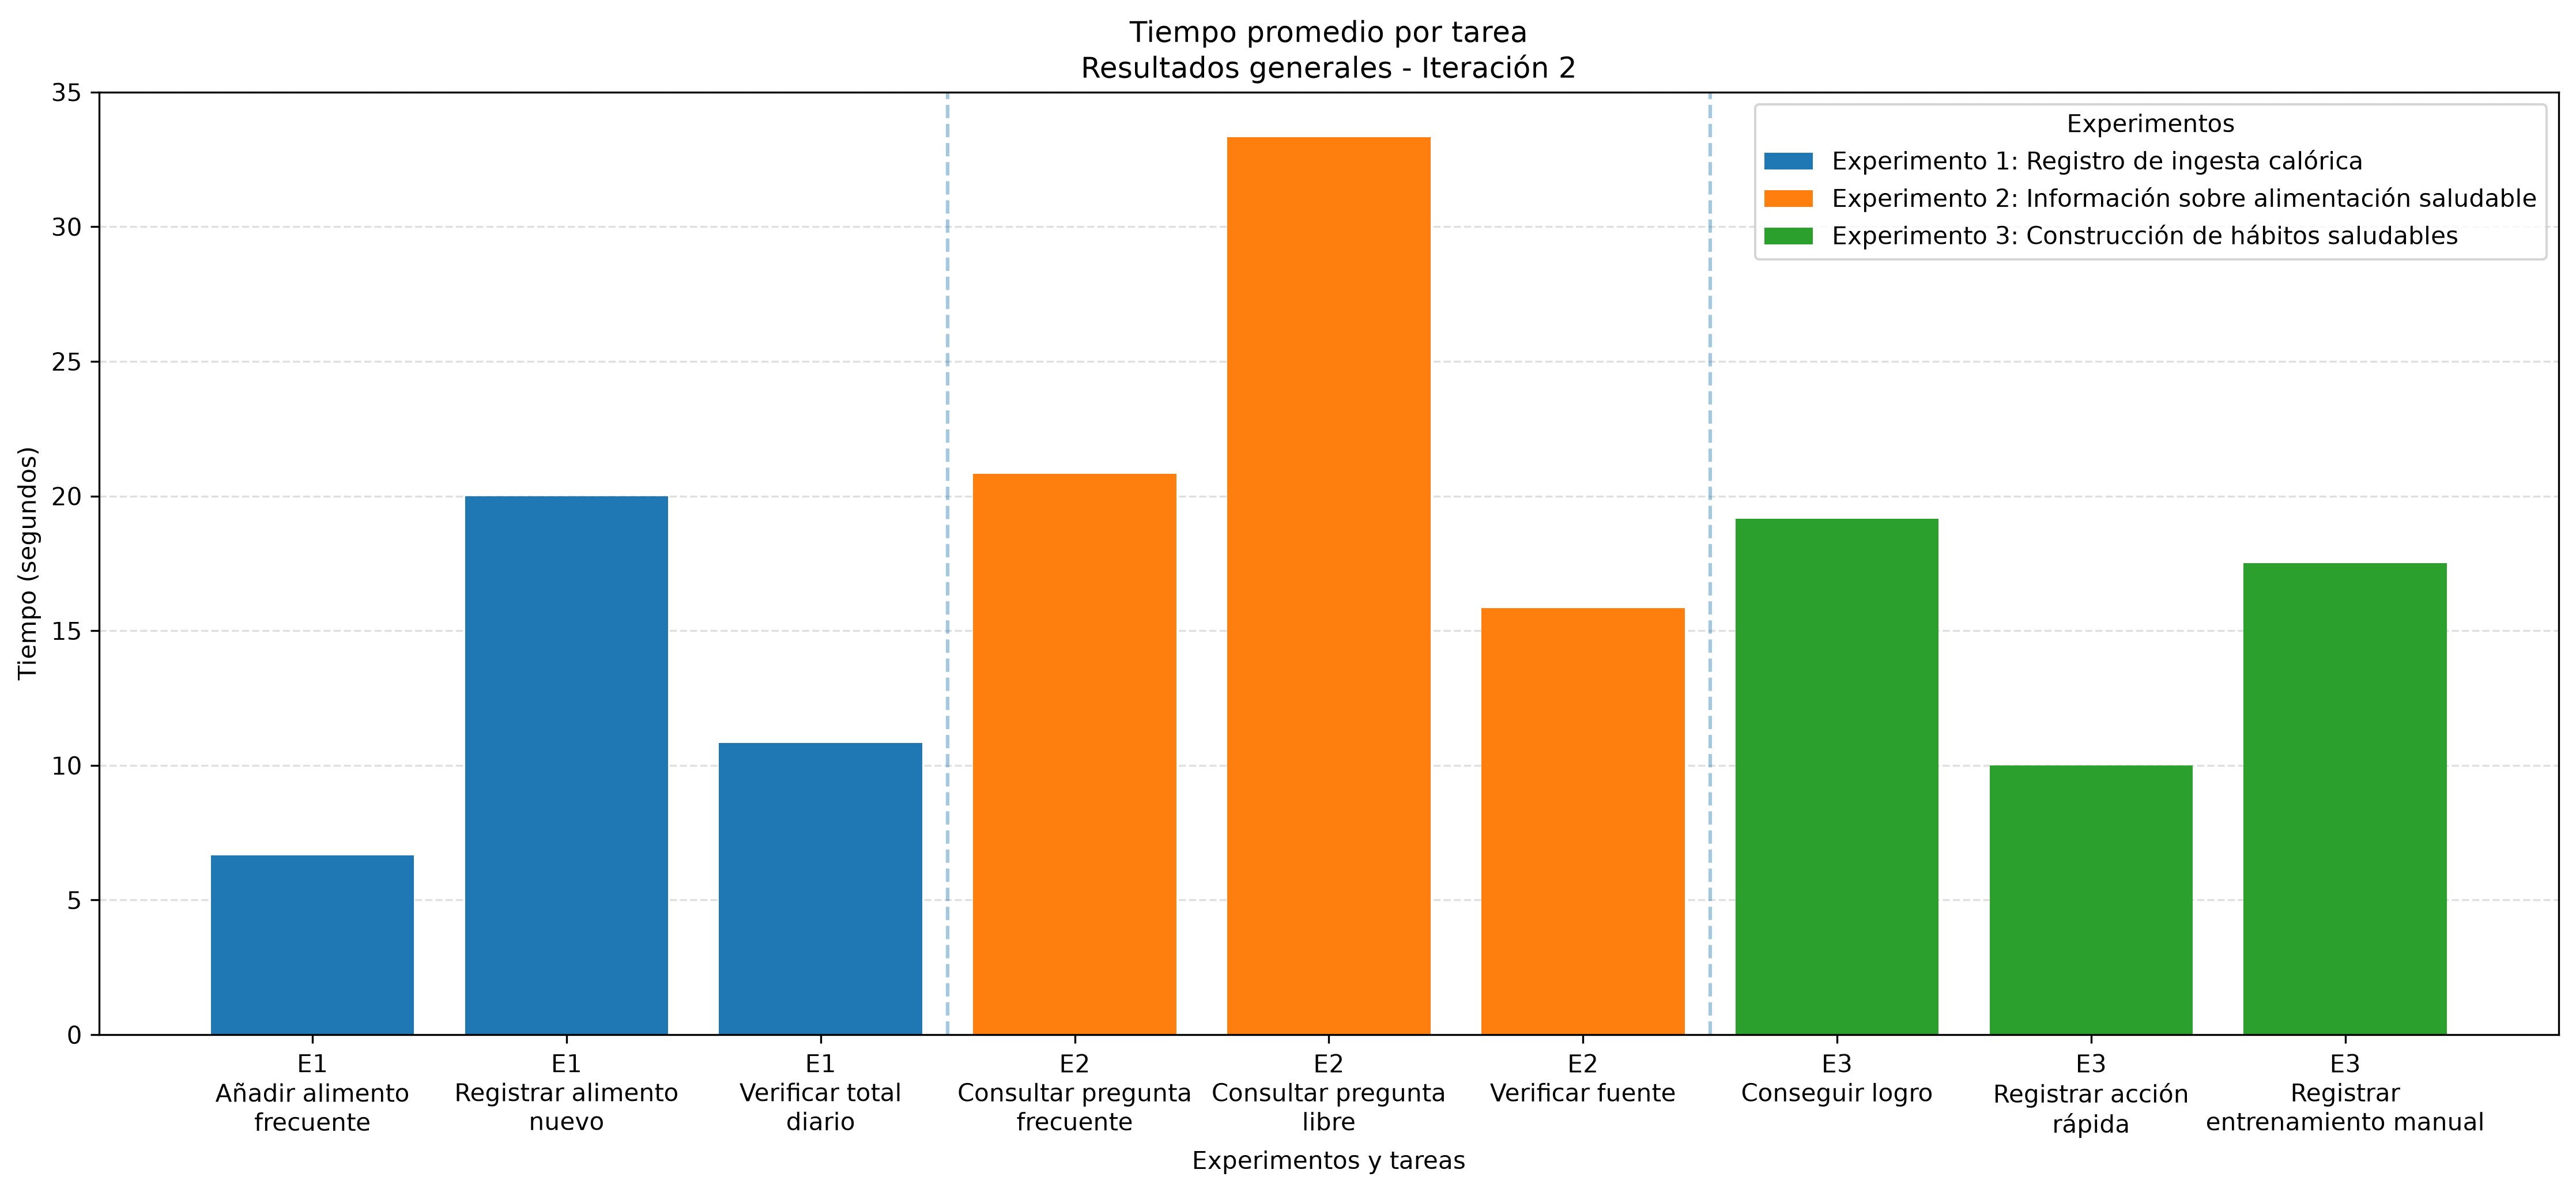 Tiempo promedio por tarea
Resultados generales - Iteración 2
Experimentos
Experimento 1: Registro de ingesta calórica
Experimento 2: Información sobre alimentación saludable
Experimento 3: Construcción de hábitos saludables
Tiempo (segundos)
35
30
25
20
15
10
5
0
E1
Añadir alimento
frecuente
E1
Registrar alimento
nuevo
E1
Verificar total
diario
E2
Consultar pregunta
frecuente
E2
Consultar pregunta
libre
E2
Verificar fuente
E3
Conseguir logro
E3
Registrar acción
rápida
E3
Registrar
entrenamiento manual
Experimentos y tareas